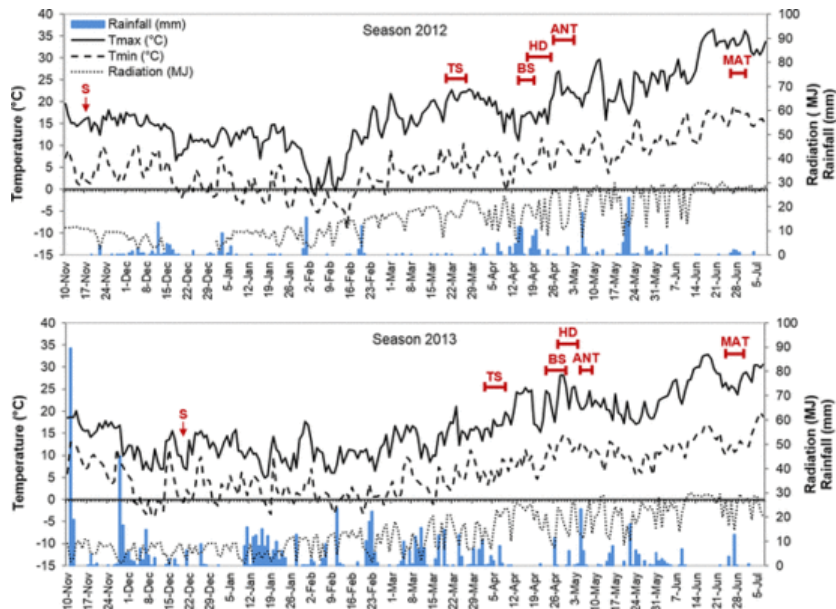 Season 2012
Rainfall (mm)
Tmax (°C)
Tmin (°C)
Radiation (MJ)
S
TS
BS
HD
ANT
MAT
Temperature (°C)
40
35
30
25
20
15
10
5
0
-5
-10
-15
Radiation ( MJ)
Rainfall (mm)
100
90
80
70
60
50
40
30
20
10
0
10-Nov
17-Nov
24-Nov
1-Dec
8-Dec
15-Dec
22-Dec
29-Dec
5-Jan
12-Jan
19-Jan
26-Jan
2-Feb
9-Feb
16-Feb
23-Feb
1-Mar
8-Mar
15-Mar
22-Mar
29-Mar
5-Apr
12-Apr
19-Apr
26-Apr
3-May
10-May
17-May
24-May
31-May
7-Jun
14-Jun
21-Jun
28-Jun
5-Jul
Season 2013
S
TS
BS
HD
ANT
MAT
Temperature (°C)
40
35
30
25
20
15
10
5
0
-5
-10
-15
Radiation (MJ)
Rainfall (mm)
100
90
80
70
60
50
40
30
20
10
0
10-Nov
17-Nov
24-Nov
1-Dec
8-Dec
15-Dec
22-Dec
29-Dec
5-Jan
12-Jan
19-Jan
26-Jan
2-Feb
9-Feb
16-Feb
23-Feb
1-Mar
8-Mar
15-Mar
22-Mar
29-Mar
5-Apr
12-Apr
19-Apr
26-Apr
3-May
10-May
17-May
24-May
31-May
7-Jun
14-Jun
21-Jun
28-Jun
5-Jul